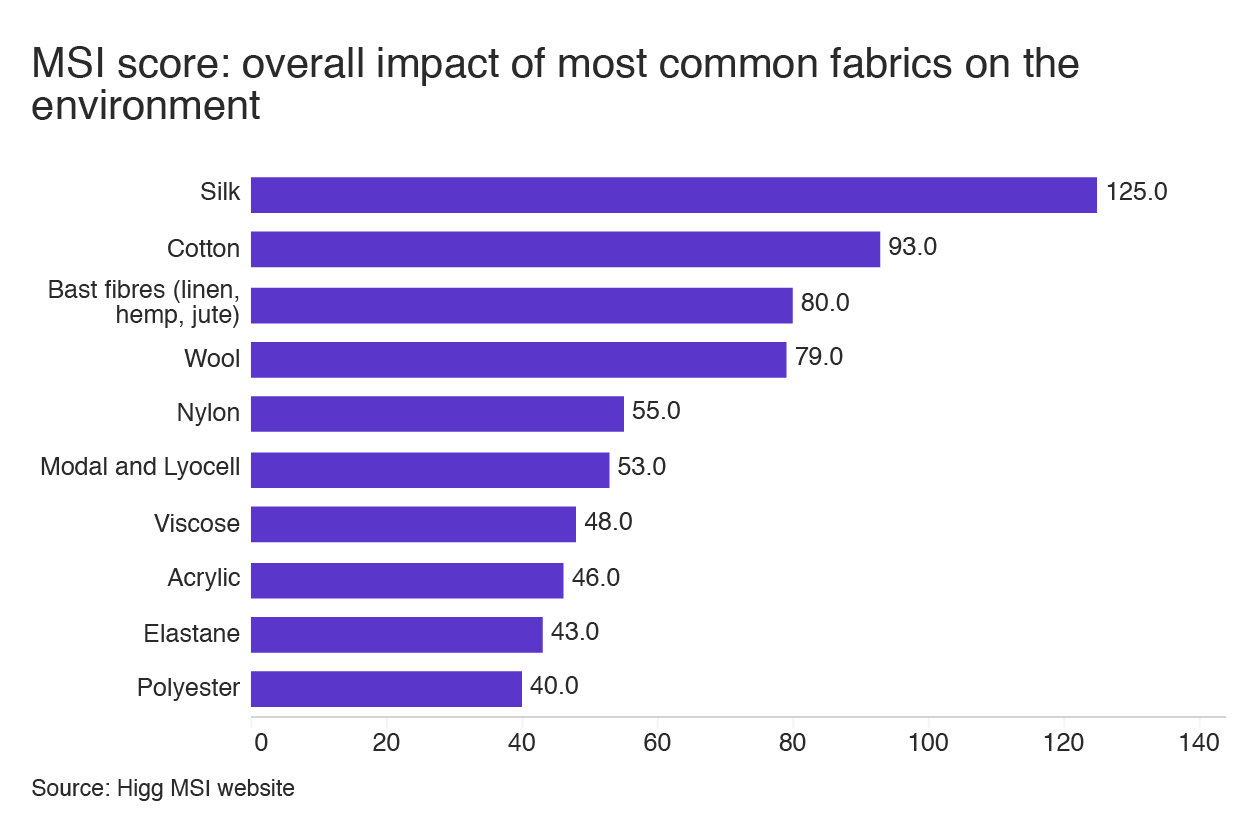 MSI score: overall impact of most common fabrics on the
environment
Silk 125.0
Cotton 93.0
Bast fibres (linen,
hemp, jute) 80.0
Wool 79.0
Nylon 55.0
Modal and Lyocell 53.0
Viscose 48.0
Acrylic 46.0
Elastane 43.0
Polyester 40.0
0 20 40 60 80 100 120 140
Source: Higg MSI website